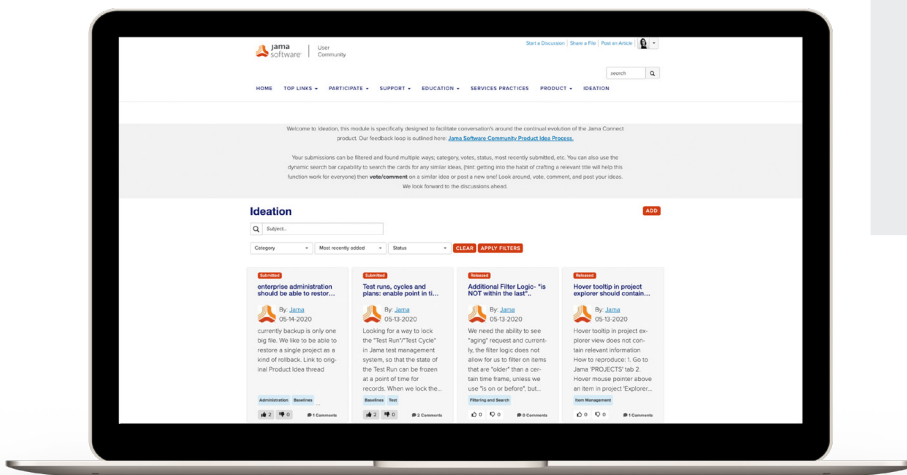 Start a Discussion | Share a File | Post an Article
jama
software
User
Community
search
HOME TOP LINKS PARTICIPATE SUPPORT EDUCATION SERVICES PRACTICES PRODUCT IDEATION
Welcome to Ideation, this module is specifically designed to facilitate conversation's around the continual evolution of the Jama Connect
product. Our feedback loop is outlined here: Jama Software Community Product Idea Process.
Your submissions can be filtered and found multiple ways; category, votes, status, most recently submitted, etc. You can also use the
dynamic search bar capability to search the cards for any similar ideas, (hint: getting into the habit of crafting a relevant title will help this
function work for everyone) then vote/comment on a similar idea or post a new one! Look around, vote, comment, and post your ideas.
We look forward to the discussions ahead.
Ideation
ADD
Subject..
Category Most recently added Status CLEAR APPLY FILTERS
Submitted
enterprise administration
should be able to restor...
By: Jama
05-14-2020
currently backup is only one
big file. We like to be able to
restore a single project as a
kind of rollback. Link to orig-
inal Product Idea thread
Administration Baselines
...
2 0 1 Comments
Submitted
Test runs, cycles and
plans: enable point in ti...
By: Jama
05-13-2020
Looking for a way to lock
the "Test Run"/"Test Cycle"
in Jama test management
system, so that the state of
the Test Run can be frozen
at a point of time for
records. When we lock the...
Baselines Test
2 0 2 Comments
Released
Additional Filter Logic- "is
NOT within the last"..
By: Jama
05-13-2020
We need the ability to see
"aging" request and current-
ly, the filter logic does not
allow for us to filter on items
that are "older" than a cer-
tain time frame, unless we
use "is on or before". but...
Filtering and Search
0 0 0 Comments
Released
Hover tooltip in project
explorer should contain...
By: Jama
05-13-2020
Hover tooltip in project ex-
plorer view does not con-
tain relevant information
How to reproduce: 1. Go to
Jama 'PROJECTS' tab 2.
Hover mouse pointer above
an item in project 'Explorer...
Item Management
0 0 1 Comments